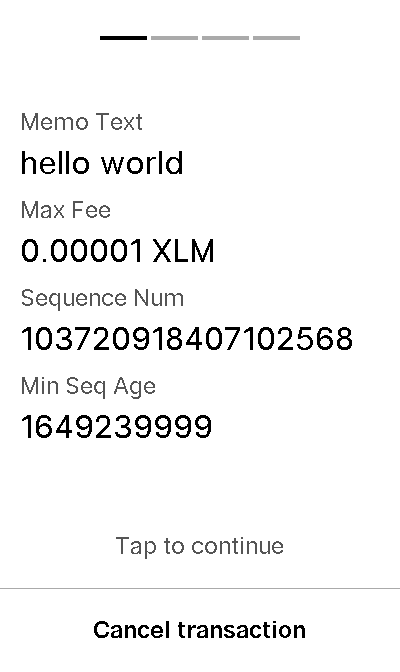 Memo Text
hello world
Max Fee
0.00001 XLM
Sequence Num
103720918407102568
Min Seq Age
1649239999
Tap to continue
Cancel transaction